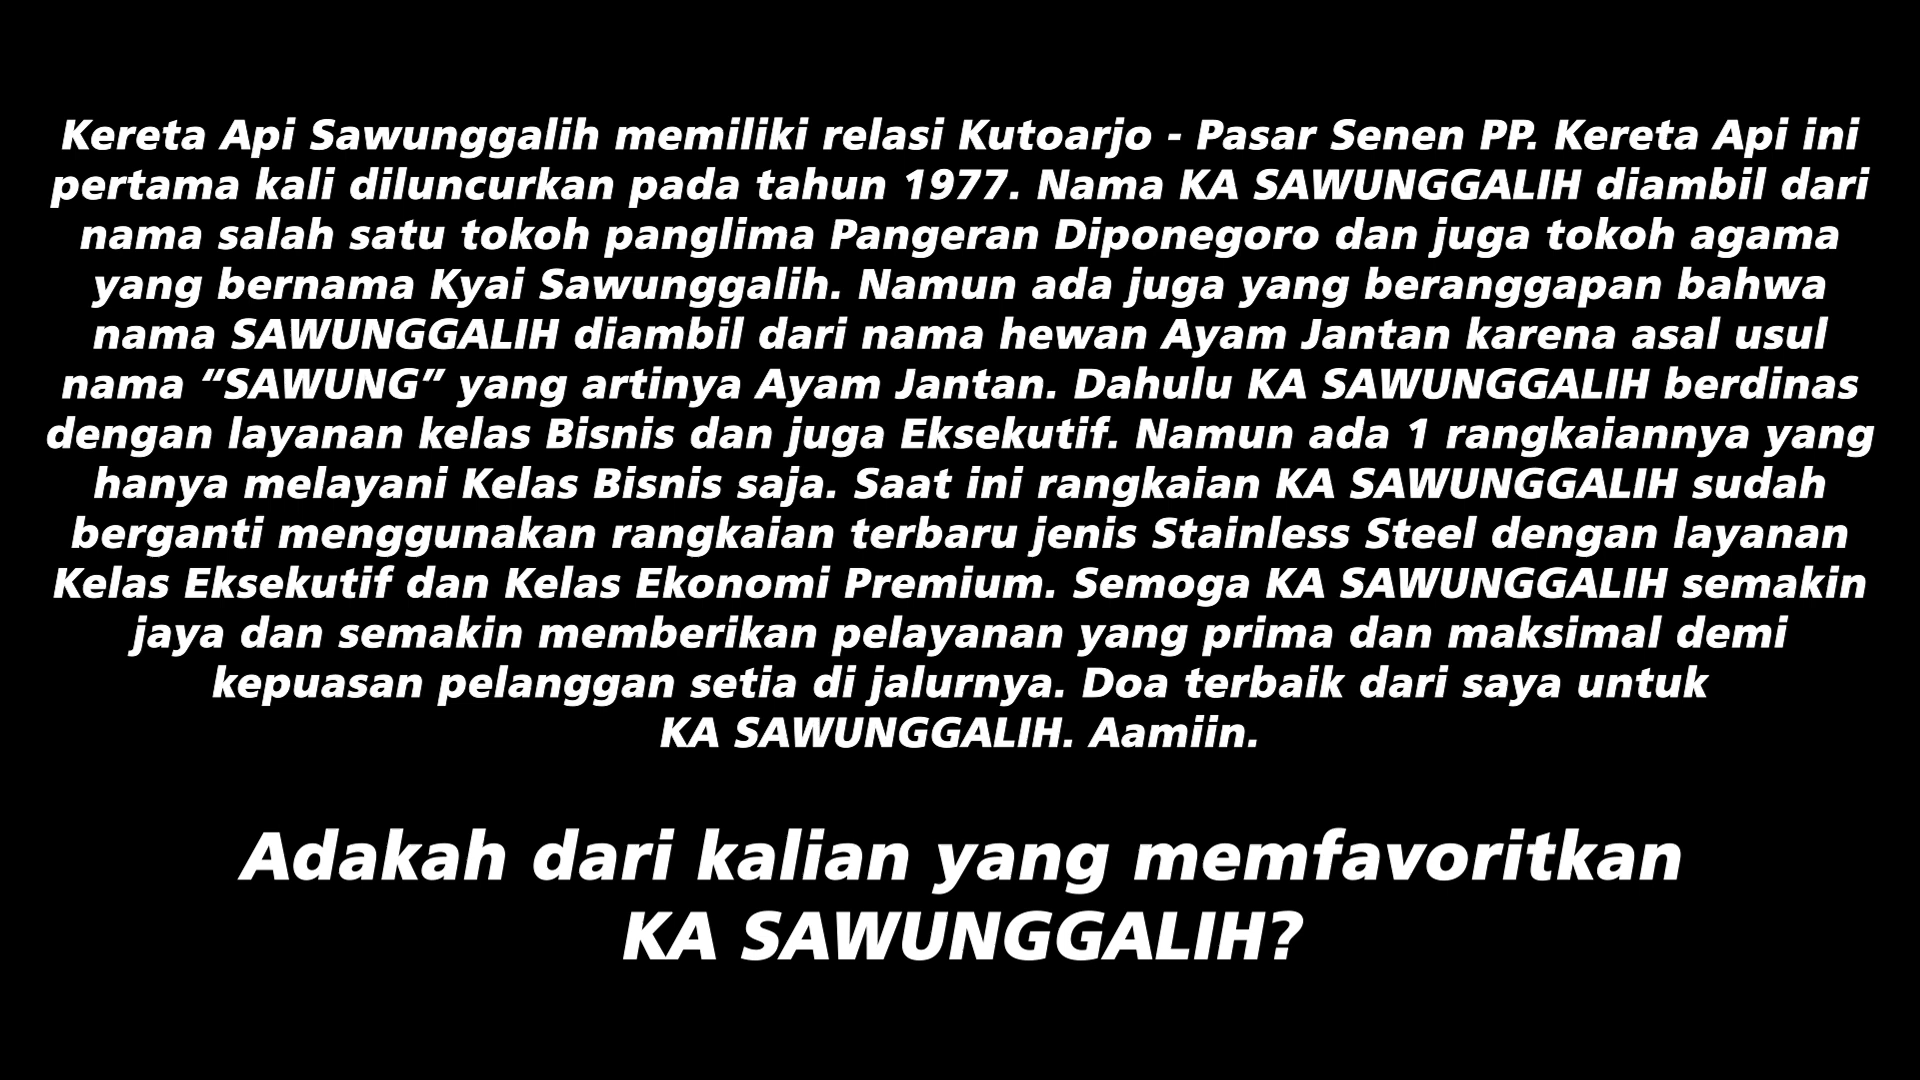 Kereta Api Sawunggalih memiliki relasi Kutoarjo - Pasar Senen PP. Kereta Api ini
pertama kali diluncurkan pada tahun 1977. Nama KA SAWUNGGALIH diambil dari
nama salah satu tokoh panglima Pangeran Diponegoro dan juga tokoh agama
yang bernama Kyai Sawunggalih. Namun ada juga yang beranggapan bahwa
nama SAWUNGGALIH diambil dari nama hewan Ayam Jantan karena asal usul
nama “SAWUNG” yang artinya Ayam Jantan. Dahulu KA SAWUNGGALIH berdinas
dengan layanan kelas Bisnis dan juga Eksekutif. Namun ada 1 rangkaiannya yang
hanya melayani Kelas Bisnis saja. Saat ini rangkaian KA SAWUNGGALIH sudah
berganti menggunakan rangkaian terbaru jenis Stainless Steel dengan layanan
Kelas Eksekutif dan Kelas Ekonomi Premium. Semoga KA SAWUNGGALIH semakin
jaya dan semakin memberikan pelayanan yang prima dan maksimal demi
kepuasan pelanggan setia di jalurnya. Doa terbaik dari saya untuk
KA SAWUNGGALIH. Aamiin.
Adakah dari kalian yang memfavoritkan
KA SAWUNGGALIH?